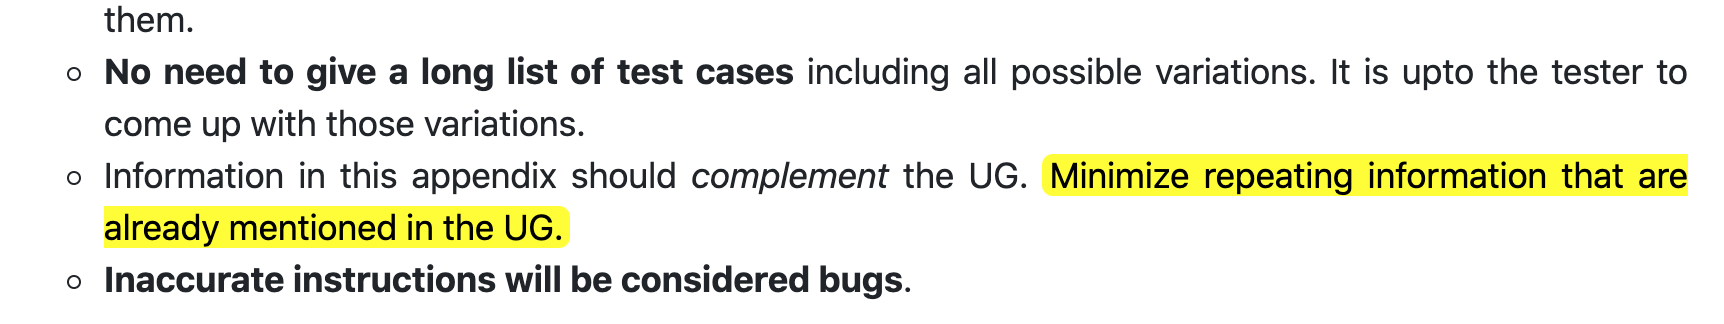 them.
No need to give a long list of test cases including all possible variations. It is upto the tester to
come up with those variations.
Information in this appendix should complement the UG. Minimize repeating information that are
already mentioned in the UG.
Inaccurate instructions will be considered bugs.